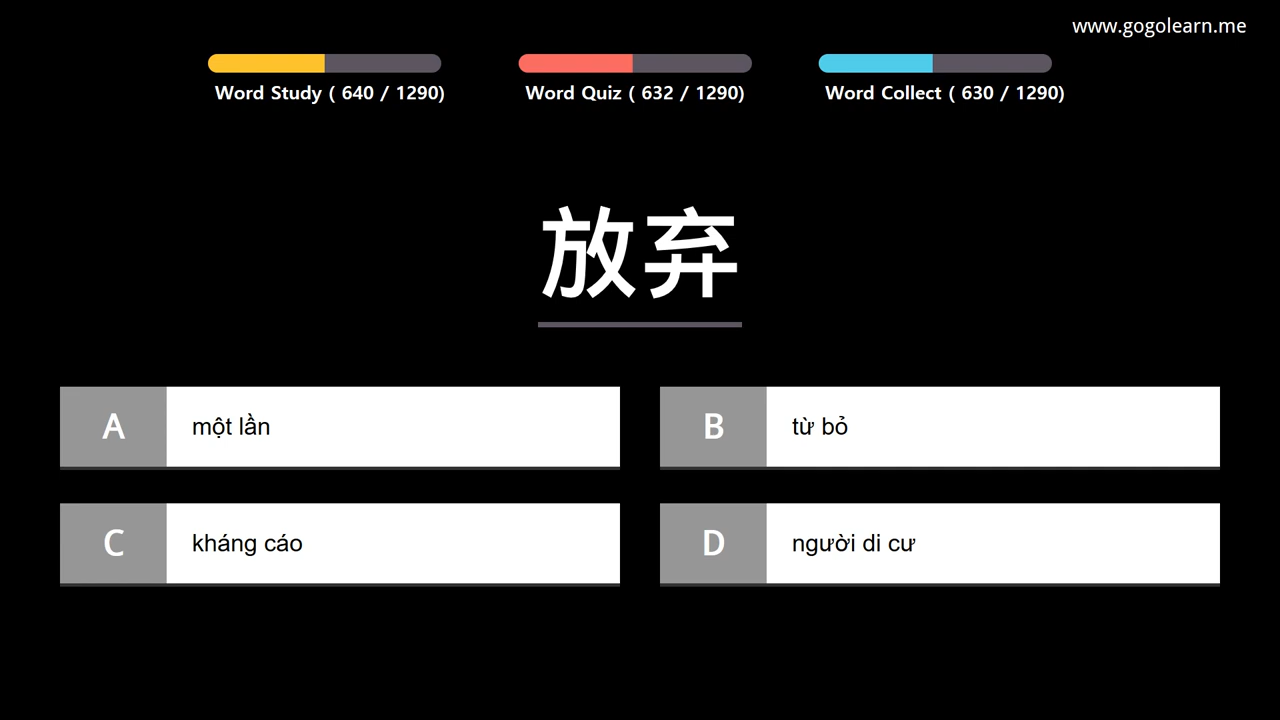 www.gogolearn.me
Word Study ( 640 / 1290)
Word Quiz ( 632 / 1290)
Word Collect ( 630 / 1290)
放弃
A một lần
B từ bỏ
C kháng cáo
D người di cư